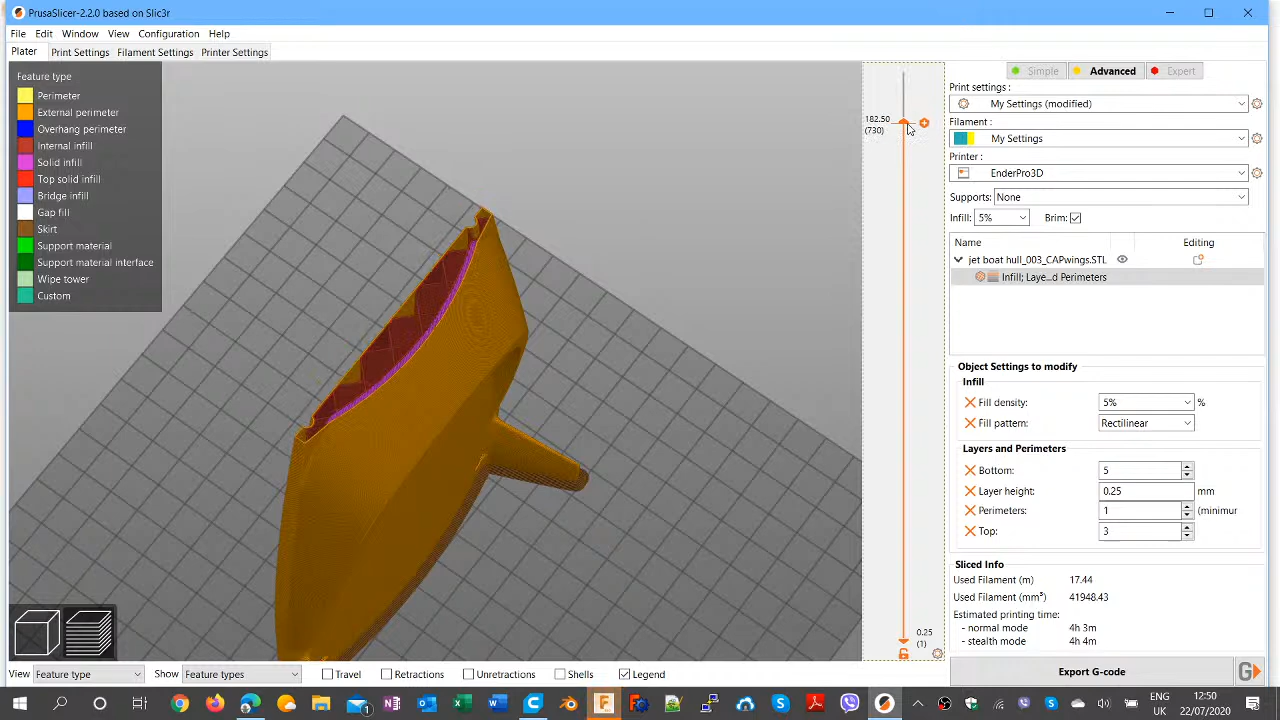 PrusaSlicer-2.2.0 based on Slic3r
File Edit Window View Configuration Help
Plater Print Settings Filament Settings Printer Settings
Feature type
Perimeter
External perimeter
Overhang perimeter
Internal infill
Solid infill
Top solid infill
Bridge infill
Gap fill
Skirt
Support material
Support material interface
Wipe tower
Custom
182.50
(730)
0.25
(1)
Simple Advanced Expert
Print settings :
My Settings (modified)
Filament :
My Settings
Printer :
EnderPro3D
Supports: None
Infill: 5% Brim:
Name Editing
jet boat hull_003_CAPwings.STL
Infill; Laye...d Perimeters
Object Settings to modify
Infill
Fill density: 5% %
Fill pattern: Rectilinear
Layers and Perimeters
Bottom: 5
Layer height: 0.25 mm
Perimeters: 1 (minimur
Top: 3
Sliced Info
Used Filament (m) 17.44
Used Filament (mm³) 41948.43
Estimated printing time:
- normal mode 4h 3m
- stealth mode 4h 4m
View Feature type Show Feature types Travel Retractions Unretractions Shells Legend
Export G-code
ENG
UK
12:50
22/07/2020